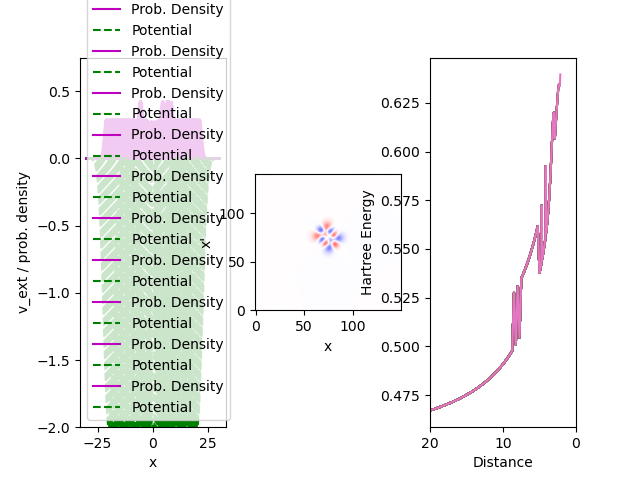 Prob. Density
Potential
Prob. Density
Potential
Prob. Density
Potential
Prob. Density
Potential
Potential
Prob. Density
Potential
Prob. Density
Potential
Prob. Density
Potential
Prob. Density
Potential
Prob. Density
Potential
0.5
0.0
−0.5
−1.0
−1.5
−2.0
v_ext / prob. density
−25
0
25
x
100
50
0
x'
0
50
100
x
Hartree Energy
0.625
0.600
0.575
0.550
0.525
0.500
0.475
20
10
0
Distance